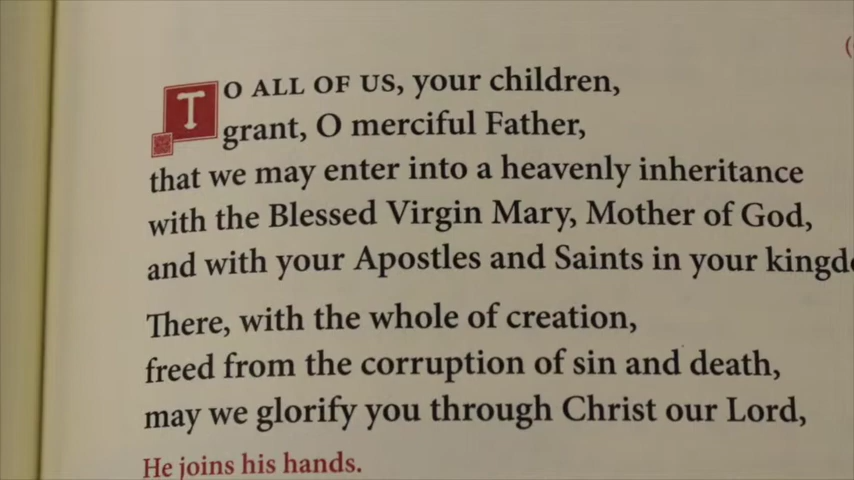 TO ALL OF US, your children,
grant, O merciful Father,
that we may enter into a heavenly inheritance
with the Blessed Virgin Mary, Mother of God,
and with your Apostles and Saints in your
There, with the whole of creation,
freed from the corruption of sin and death,
may we glorify you through Christ our Lord,
He joins his hands.